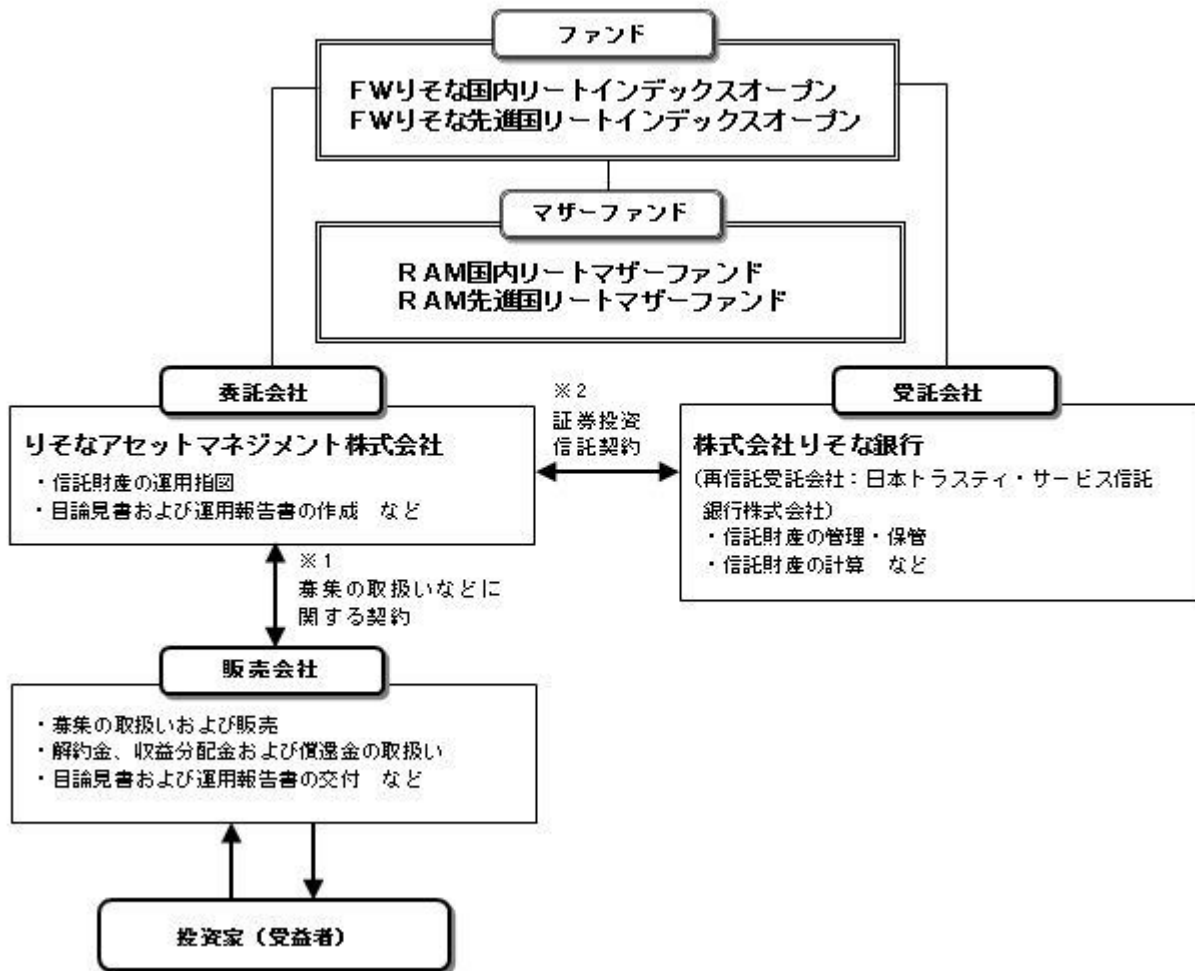 ファンド
FWりそな国内リートインデックスオープン
FWりそな先進国リートインデックスオープン
マザーファンド
RAM国内リートマザーファンド
RAM先進国リートマザーファンド
委託会社
りそなアセットマネジメント株式会社
・信託財産の運用指図
・目論見書および運用報告書の作成 など
※2
証券投資
信託契約
受託会社
株式会社りそな銀行
(再信託受託会社:日本トラスティ・サービス信託
銀行株式会社)
・信託財産の管理・保管
・信託財産の計算 など
※1
募集の取扱いなどに
関する契約
販売会社
・募集の取扱いおよび販売
・解約金、収益分配金および償還金の取扱い
・目論見書および運用報告書の交付 など
投資家(受益者)